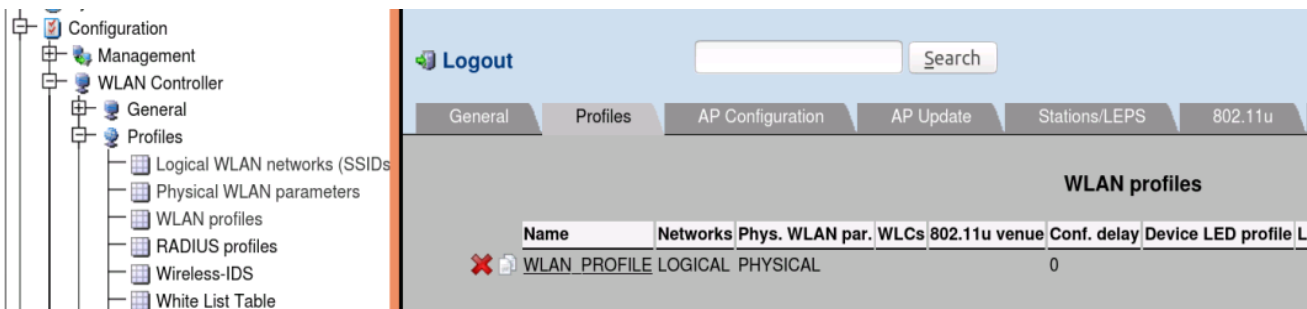 Configuration
Management
WLAN Controller
General
Profiles
Logical WLAN networks (SSIDs
Physical WLAN parameters
WLAN profiles
RADIUS profiles
Wireless-IDS
White List Table
Logout
Search
General Profiles AP Configuration AP Update Stations/LEPS 802.11u
WLAN profiles
Name Networks Phys. WLAN par. WLCs 802.11u venue Conf. delay Device LED profile L
WLAN_PROFILE LOGICAL PHYSICAL 0